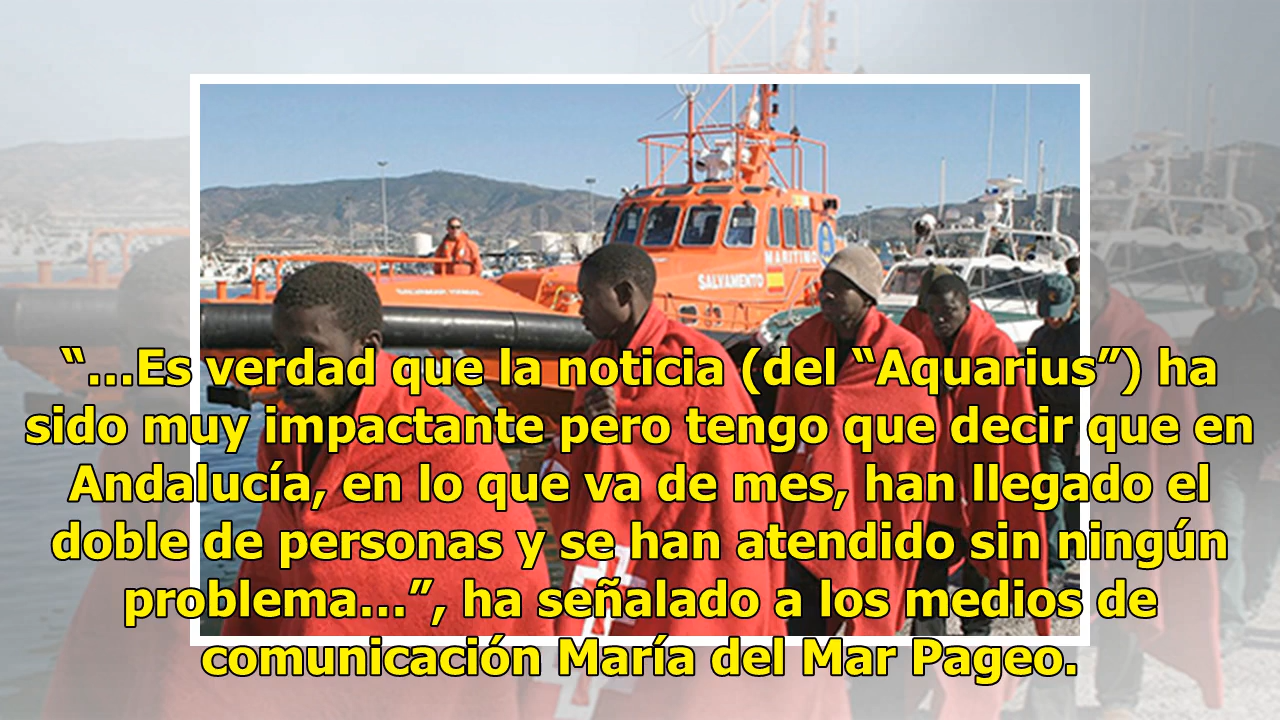 MARITIMO
SALVAMENTO
“...Es verdad que la noticia (del “Aquarius”) ha
sido muy impactante pero tengo que decir que en
Andalucía, en lo que va de mes, han llegado el
doble de personas y se han atendido sin ningún
problema...”, ha señalado a los medios de
comunicación María del Mar Pageo.